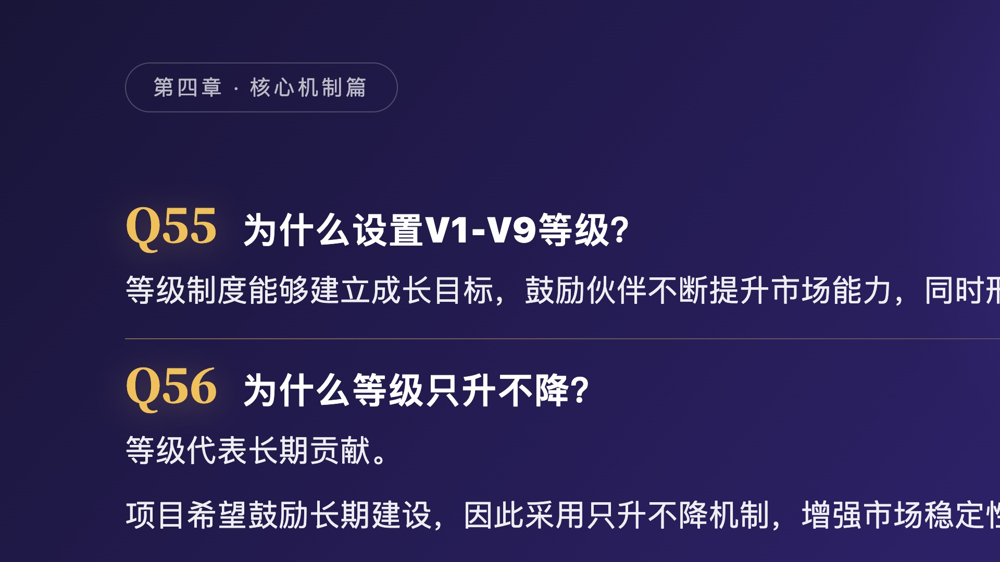 第四章 · 核心机制篇
Q55 为什么设置V1-V9等级?
等级制度能够建立成长目标，鼓励伙伴不断提升市场能力，同时
Q56 为什么等级只升不降?
等级代表长期贡献。
项目希望鼓励长期建设，因此采用只升不降机制，增强市场稳定